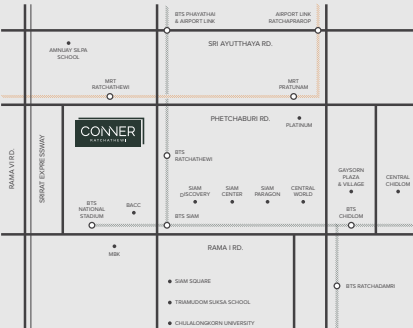 BTS PHAYATHAI
& AIRPORT LINK
AIRPORT LINK
RATCHAPRAROP
AMNUAY SILPA
SCHOOL
SRI AYUTTHAYA RD.
MRT
RATCHATHEWI
MRT
PRATUNAM
PHETCHABURI RD.
PLATINUM
CONNER
RATCHATHEWI
RAMA VI RD.
SIRIRAT EXPRESSWAY
BTS
RATCHATHEWI
SIAM
DISCOVERY
SIAM
CENTER
SIAM
PARAGON
CENTRAL
WORLD
GAYSORN
PLAZA
& VILLAGE
CENTRAL
CHIDLOM
BTS
NATIONAL
STADIUM
BACC
BTS SIAM
BTS
CHIDLOM
MBK
RAMA I RD.
SIAM SQUARE
BTS RATCHADAMRI
TRIAMUDOM SUKSA SCHOOL
CHULALONGKORN UNIVERSITY